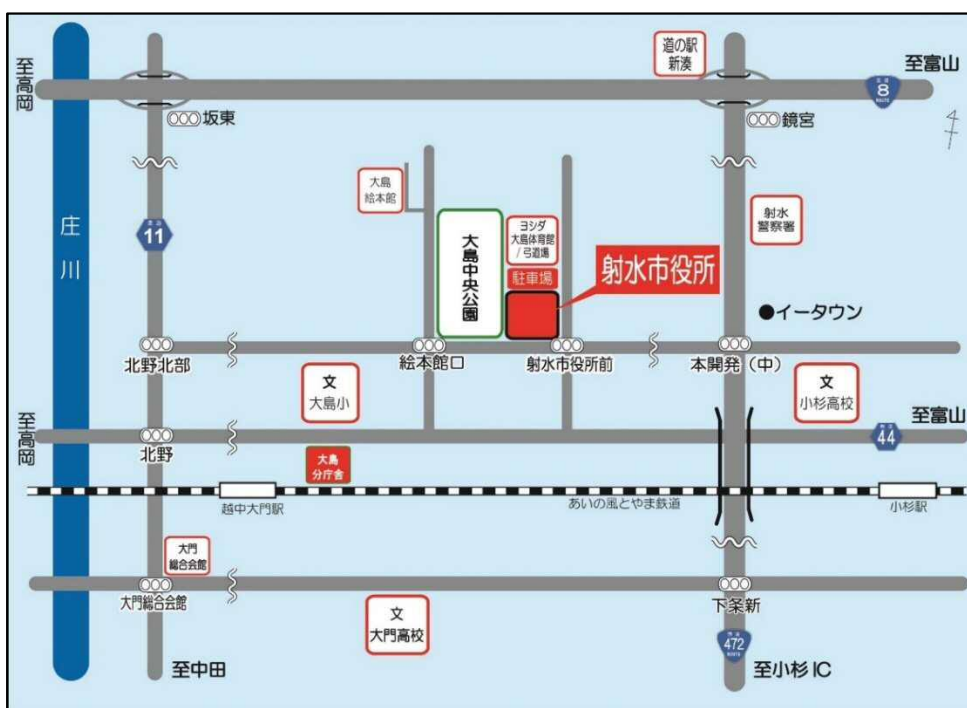 道の駅
新湊
至高岡
至富山
国道
8
ROUTE
坂東
鏡宮
大島
絵本館
庄川
11
大島中央公園
ヨシダ
大島体育館
/弓道場
駐車場
射水市役所
射水
警察署
イータウン
北野北部
絵本館口
射水市役所前
本開発(中)
文
大島小
文
小杉高校
至高岡
至富山
44
北野
大島
分庁舎
越中大門駅
あいの風とやま鉄道
小杉駅
大門
総合会館
大門総合会館
下条新
文
大門高校
472
ROUTE
至中田
至小杉IC